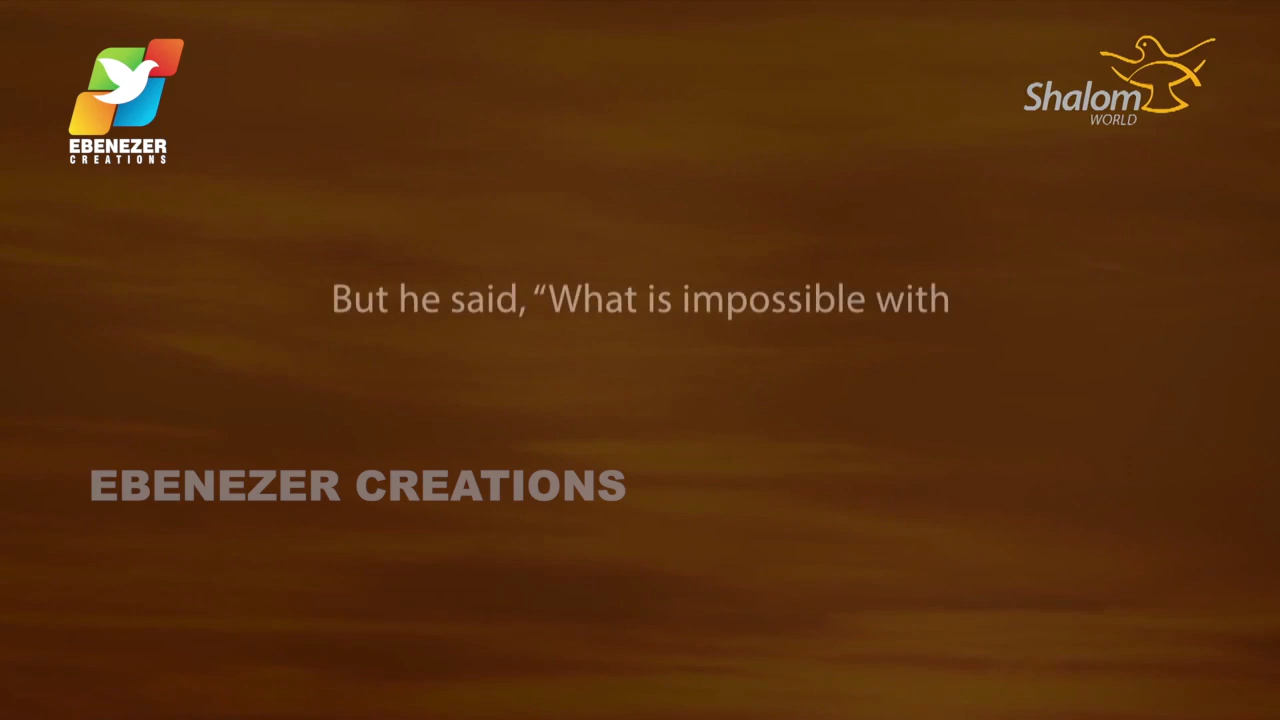 EBENEZER
CREATIONS
Shalom
WORLD
But he said, “What is impossible with
EBENEZER CREATIONS